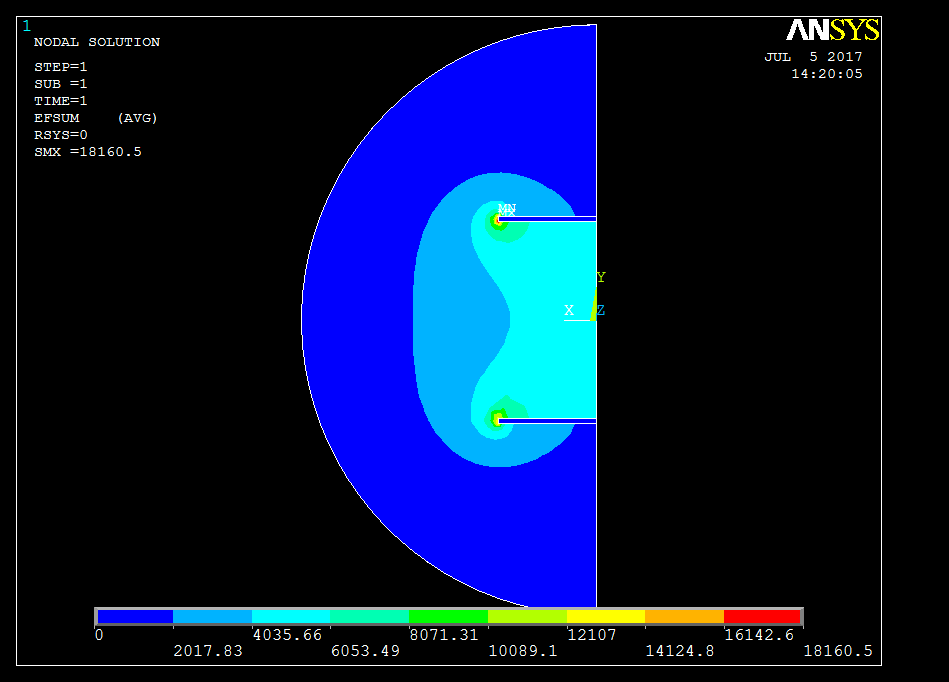 1
ANSYS
NODAL SOLUTION
JUL 5 2017
14:20:05
STEP=1
SUB =1
TIME=1
EFSUM (AVG)
RSYS=0
SMX =18160.5
MN
MX
Y
X Z
0 4035.66 8071.31 12107 16142.6
2017.83 6053.49 10089.1 14124.8 18160.5